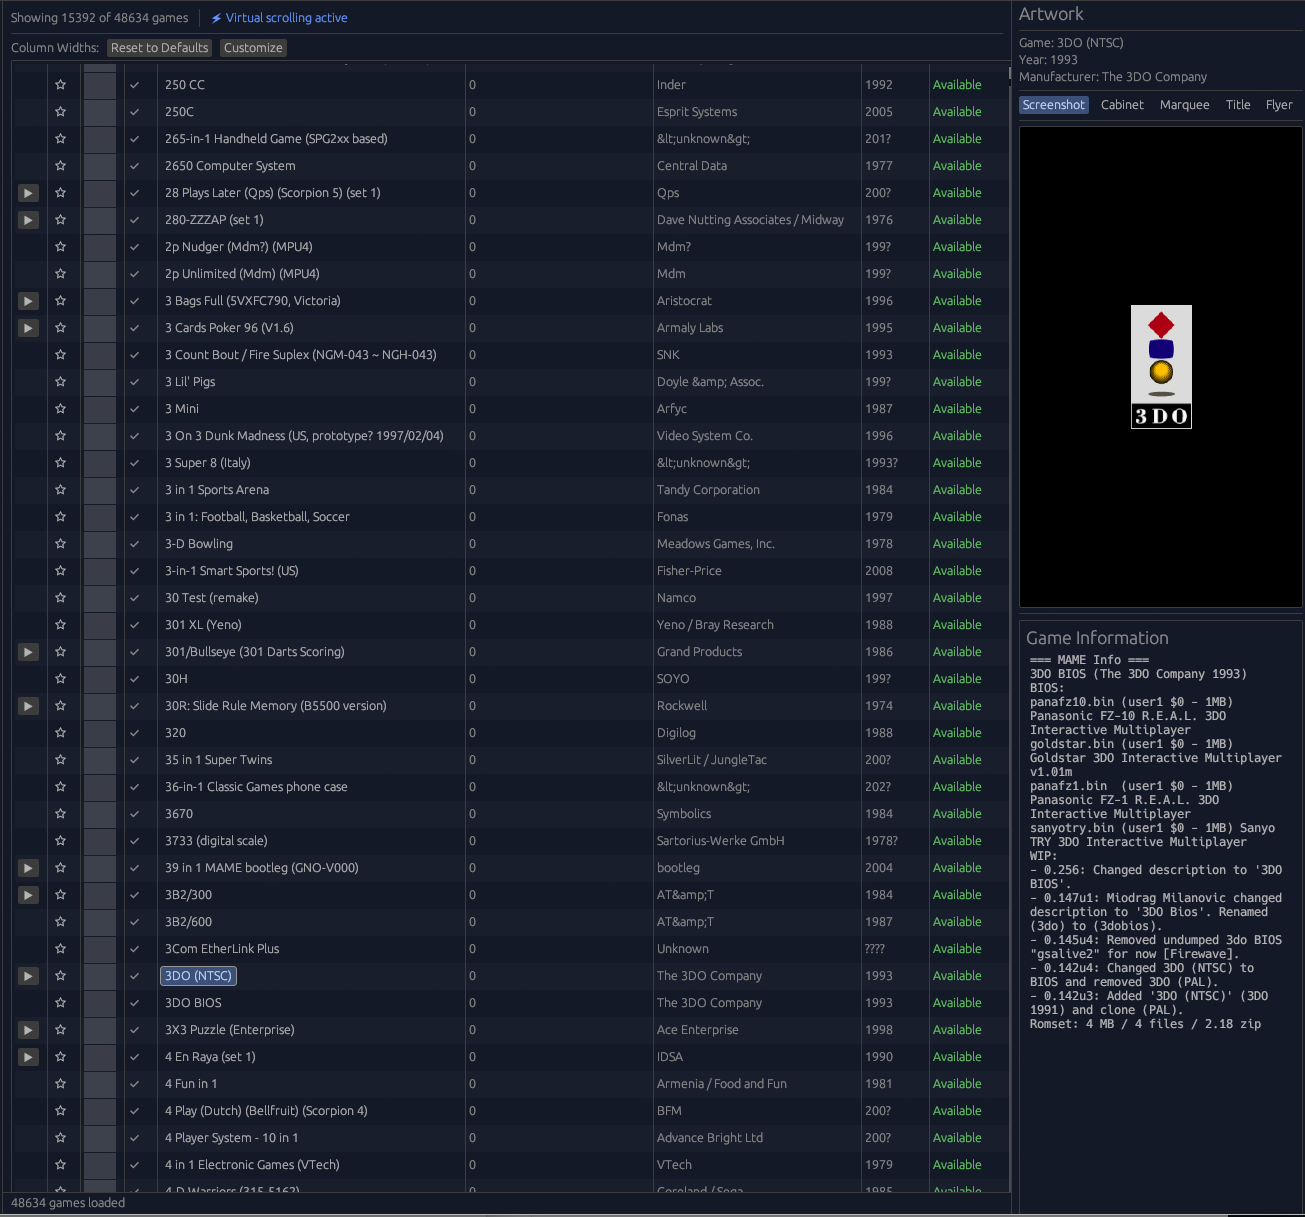 Showing 15392 of 48634 games
⚡ Virtual scrolling active
Column Widths: Reset to Defaults Customize
250 CC 0 Inder 1992 Available
250C 0 Esprit Systems 2005 Available
265-in-1 Handheld Game (SPG2xx based) 0 &lt;unknown&gt; 201? Available
2650 Computer System 0 Central Data 1977 Available
28 Plays Later (Qps) (Scorpion 5) (set 1) 0 Qps 200? Available
280-ZZZAP (set 1) 0 Dave Nutting Associates / Midway 1976 Available
2p Nudger (Mdm?) (MPU4) 0 Mdm? 199? Available
2p Unlimited (Mdm) (MPU4) 0 Mdm 199? Available
3 Bags Full (5VXFC790, Victoria) 0 Aristocrat 1996 Available
3 Cards Poker 96 (V1.6) 0 Armaly Labs 1995 Available
3 Count Bout / Fire Suplex (NGM-043 ~ NGH-043) 0 SNK 1993 Available
3 Lil' Pigs 0 Doyle &amp; Assoc. 199? Available
3 Mini 0 Arfyc 1987 Available
3 On 3 Dunk Madness (US, prototype? 1997/02/04) 0 Video System Co. 1996 Available
3 Super 8 (Italy) 0 &lt;unknown&gt; 1993? Available
3 in 1 Sports Arena 0 Tandy Corporation 1984 Available
3 in 1: Football, Basketball, Soccer 0 Fonas 1979 Available
3-D Bowling 0 Meadows Games, Inc. 1978 Available
3-in-1 Smart Sports! (US) 0 Fisher-Price 2008 Available
30 Test (remake) 0 Namco 1997 Available
301 XL (Yeno) 0 Yeno / Bray Research 1988 Available
301/Bullseye (301 Darts Scoring) 0 Grand Products 1986 Available
30H 0 SOYO 199? Available
30R: Slide Rule Memory (B5500 version) 0 Rockwell 1974 Available
320 0 Digilog 1988 Available
35 in 1 Super Twins 0 SilverLit / JungleTac 200? Available
36-in-1 Classic Games phone case 0 &lt;unknown&gt; 202? Available
3670 0 Symbolics 1984 Available
3733 (digital scale) 0 Sartorius-Werke GmbH 1978? Available
39 in 1 MAME bootleg (GNO-V000) 0 bootleg 2004 Available
3B2/300 0 AT&amp;T 1984 Available
3B2/600 0 AT&amp;T 1987 Available
3Com EtherLink Plus 0 Unknown ???? Available
3DO (NTSC) 0 The 3DO Company 1993 Available
3DO BIOS 0 The 3DO Company 1993 Available
3X3 Puzzle (Enterprise) 0 Ace Enterprise 1998 Available
4 En Raya (set 1) 0 IDSA 1990 Available
4 Fun in 1 0 Armenia / Food and Fun 1981 Available
4 Play (Dutch) (Bellfruit) (Scorpion 4) 0 BFM 200? Available
4 Player System - 10 in 1 0 Advance Bright Ltd 200? Available
4 in 1 Electronic Games (VTech) 0 VTech 1979 Available
4-D Warriors (315-5162) 0 Coreland / Sega 1985 Available
48634 games loaded
Artwork
Game: 3DO (NTSC)
Year: 1993
Manufacturer: The 3DO Company
Screenshot Cabinet Marquee Title Flyer
3DO
Game Information
=== MAME Info ===
3DO BIOS (The 3DO Company 1993)
BIOS:
panafz10.bin (user1 $0 - 1MB)
Panasonic FZ-10 R.E.A.L. 3DO
Interactive Multiplayer
goldstar.bin (user1 $0 - 1MB)
Goldstar 3DO Interactive Multiplayer
v1.01m
panafz1.bin (user1 $0 - 1MB)
Panasonic FZ-1 R.E.A.L. 3DO
Interactive Multiplayer
sanyotry.bin (user1 $0 - 1MB) Sanyo
TRY 3DO Interactive Multiplayer
WIP:
- 0.256: Changed description to '3DO
BIOS'.
- 0.147u1: Miodrag Milanovic changed
description to '3DO Bios'. Renamed
(3do) to (3dobios).
- 0.145u4: Removed undumped 3do BIOS
"gsalive2" for now [Firewave].
- 0.142u4: Changed 3DO (NTSC) to
BIOS and removed 3DO (PAL).
- 0.142u3: Added '3DO (NTSC)' (3DO
1991) and clone (PAL).
Romset: 4 MB / 4 files / 2.18 zip